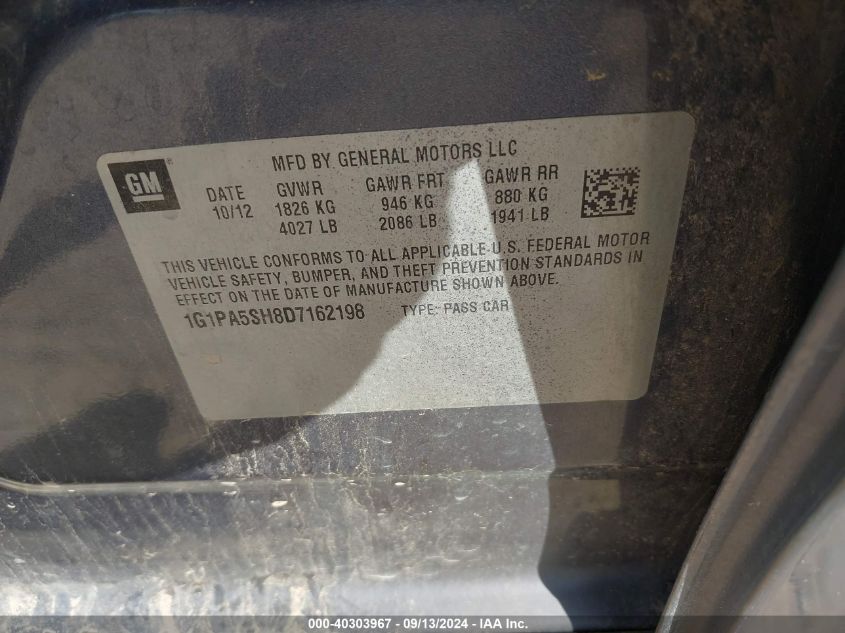 GM
®
MFD BY GENERAL MOTORS LLC
DATE GVWR GAWR FRT GAWR RR
10/12 1826 KG 946 KG 880 KG
4027 LB 2086 LB 1941 LB
THIS VEHICLE CONFORMS TO ALL APPLICABLE U.S. FEDERAL MOTOR
VEHICLE SAFETY, BUMPER, AND THEFT PREVENTION STANDARDS IN
EFFECT ON THE DATE OF MANUFACTURE SHOWN ABOVE.
1G1PA5SH8D7162198 TYPE: PASS CAR
000-40303967 - 09/13/2024 - IAA Inc.